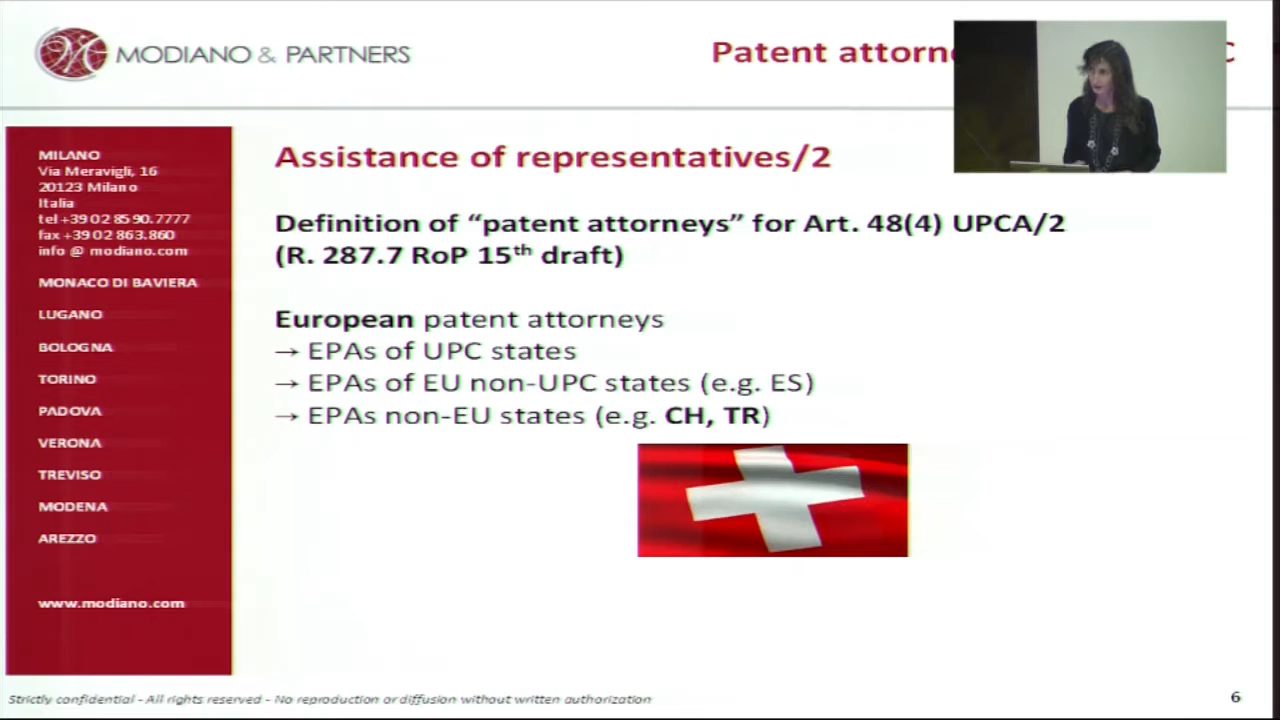 MODIANO & PARTNERS
Patent
MILANO
Via Meravigli, 16
20123 Milano
Italia
tel +39 02 85 90.7777
fax +39 02 863.860
info @ modiano.com
MONACO DI BAVIERA
LUGANO
BOLOGNA
TORINO
PADOVA
VERONA
TREVISO
MODENA
AREZZO
www.modiano.com
Assistance of representatives/2
Definition of “patent attorneys” for Art. 48(4) UPCA/2
(R. 287.7 RoP 15th draft)
European patent attorneys
→ EPAs of UPC states
→ EPAs of EU non-UPC states (e.g. ES)
→ EPAs non-EU states (e.g. CH, TR)
Strictly confidential - All rights reserved - No reproduction or diffusion without written authorization
6